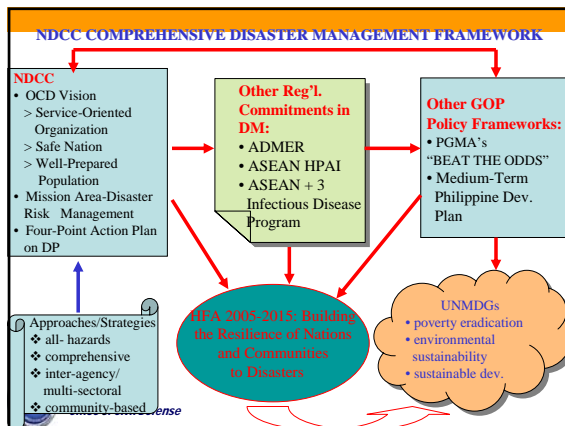 NDCC COMPREHENSIVE DISASTER MANAGEMENT FRAMEWORK
NDCC
• OCD Vision
> Service-Oriented
Organization
> Safe Nation
> Well-Prepared
Population
• Mission Area-Disaster
Risk Management
• Four-Point Action Plan
on DP
Other Reg'l.
Commitments in
DM:
• ADMER
• ASEAN HPAI
• ASEAN + 3
Infectious Disease
Program
Other GOP
Policy Frameworks:
• PGMA's
"BEAT THE ODDS"
• Medium-Term
Philippine Dev.
Plan
Approaches/Strategies
❖ all- hazards
❖ comprehensive
❖ inter-agency/
multi-sectoral
❖ community-based
HFA 2005-2015: Building
the Resilience of Nations
and Communities
to Disasters
UNMDGs
• poverty eradication
• environmental
sustainability
• sustainable dev.